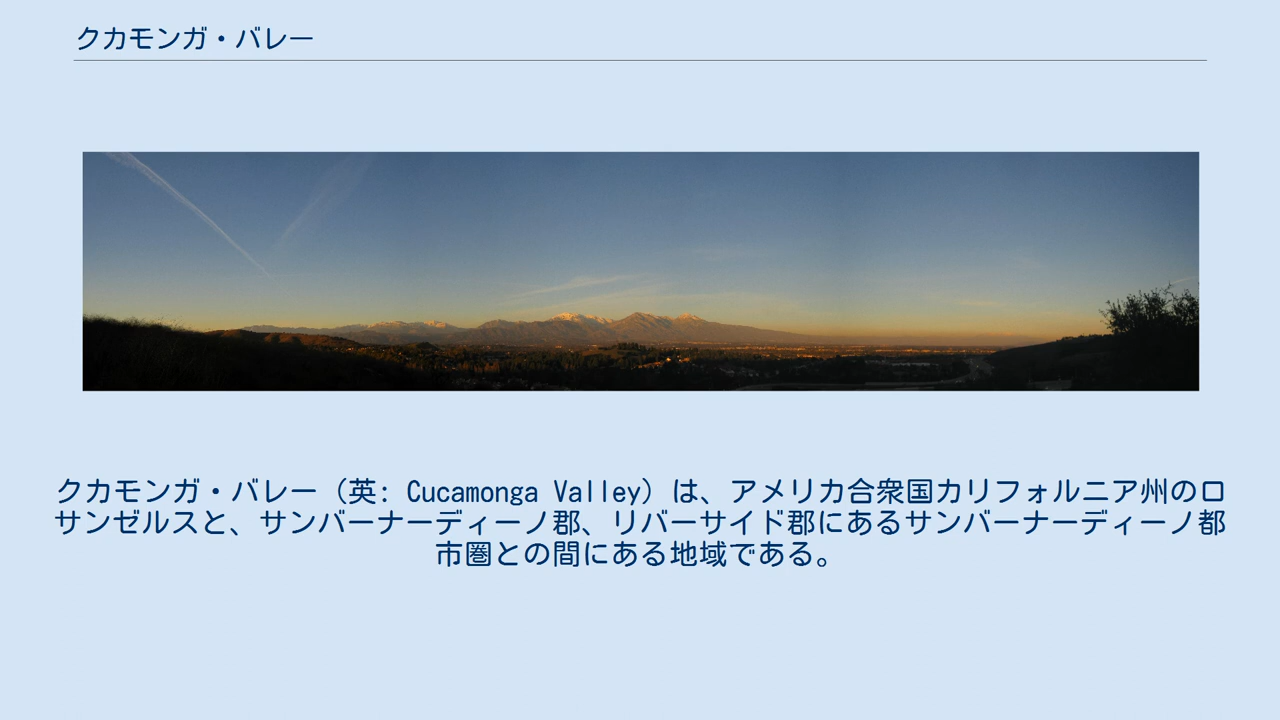 クカモンガ・バレー
クカモンガ・バレー（英: Cucamonga Valley）は、アメリカ合衆国カリフォルニア州のロ
サンゼルスと、サンバーナーディーノ郡、リバーサイド郡にあるサンバーナーディーノ都
市圏との間にある地域である。